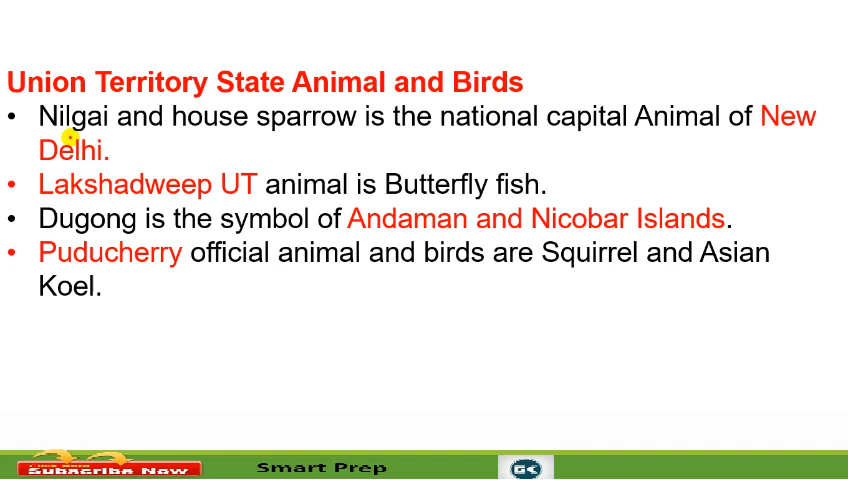 Union Territory State Animal and Birds
• Nilgai and house sparrow is the national capital Animal of New
Delhi.
• Lakshadweep UT animal is Butterfly fish.
• Dugong is the symbol of Andaman and Nicobar Islands.
• Puducherry official animal and birds are Squirrel and Asian
Koel.
Subscribe Now
Smart Prep
GK